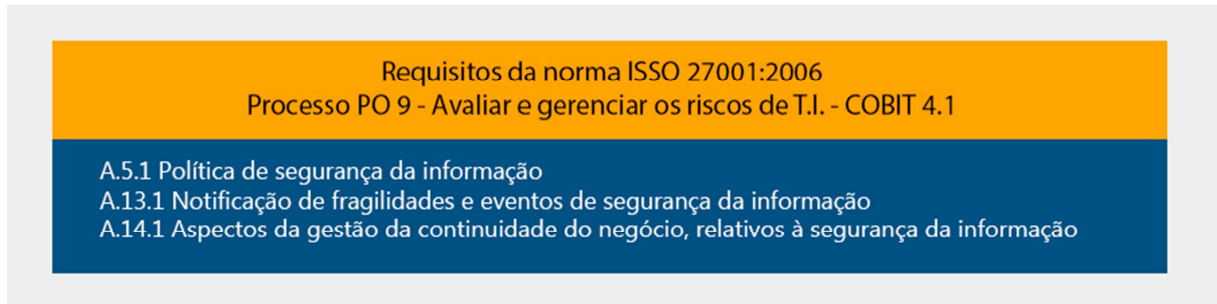 Requisitos da norma ISSO 27001:2006
Processo PO 9 - Avaliar e gerenciar os riscos de T.I. - COBIT 4.1
A.5.1 Política de segurança da informação
A.13.1 Notificação de fragilidades e eventos de segurança da informação
A.14.1 Aspectos da gestão da continuidade do negócio, relativos à segurança da informação